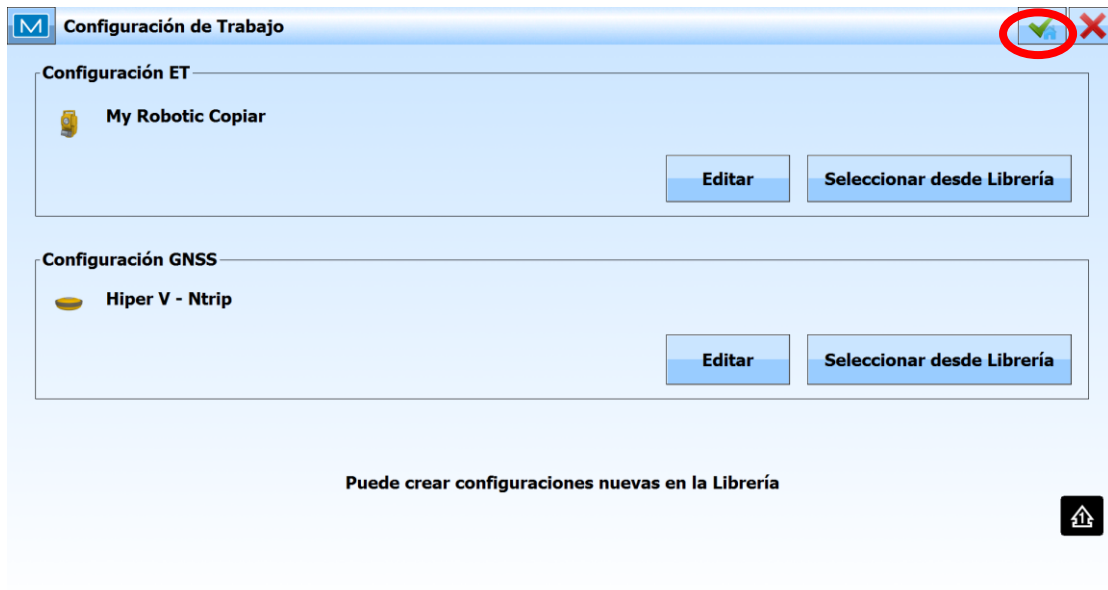 M Configuración de Trabajo
Configuración ET
My Robotic Copiar
Editar Seleccionar desde Librería
Configuración GNSS
Hiper V - Ntrip
Editar Seleccionar desde Librería
Puede crear configuraciones nuevas en la Librería
1